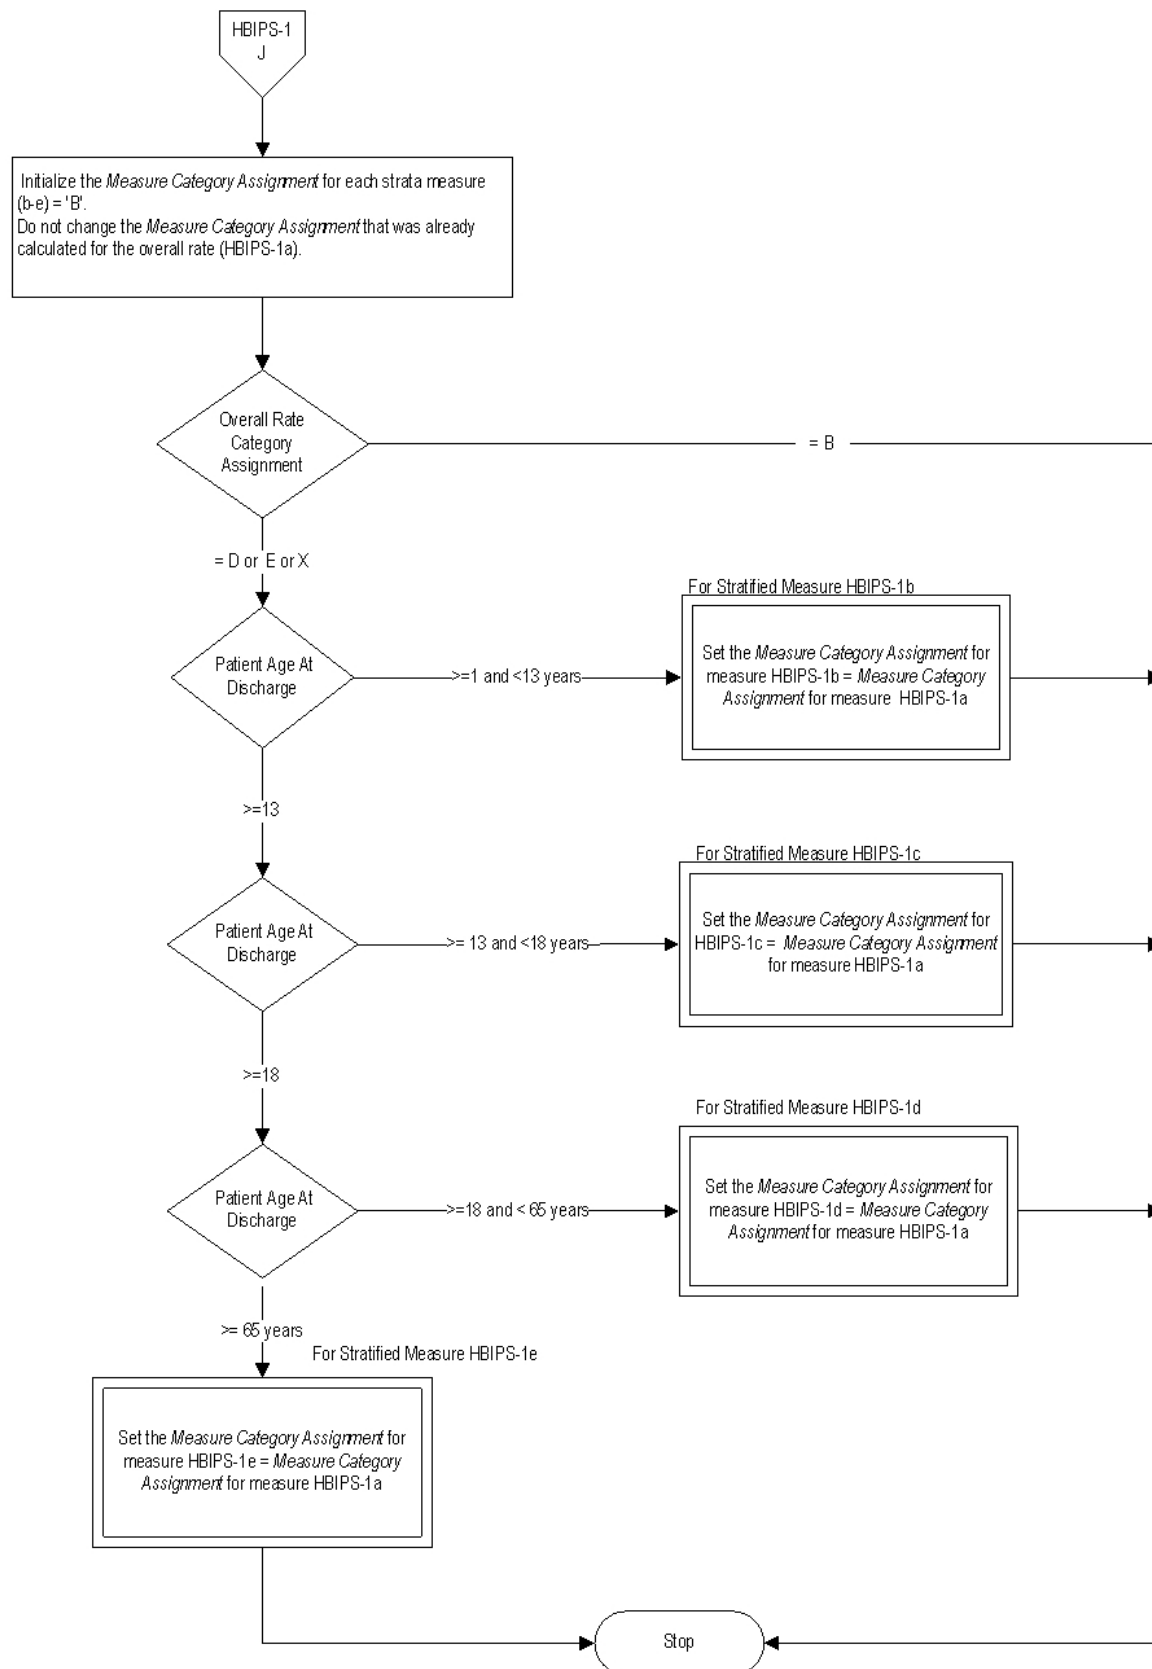 HBIPS-1
J
Initialize the Measure Category Assignment for each strata measure
(b-e) = 'B'.
Do not change the Measure Category Assignment that was already
calculated for the overall rate (HBIPS-1a).
Overall Rate
Category
Assignment
= B
= D or E or X
For Stratified Measure HBIPS-1b
Patient Age At
Discharge
>=1 and <13 years
Set the Measure Category Assignment for
measure HBIPS-1b = Measure Category
Assignment for measure HBIPS-1a
>=13
For Stratified Measure HBIPS-1c
Patient Age At
Discharge
>= 13 and <18 years
Set the Measure Category Assignment for
HBIPS-1c = Measure Category Assignment
for measure HBIPS-1a
>=18
For Stratified Measure HBIPS-1d
Patient Age At
Discharge
>=18 and < 65 years
Set the Measure Category Assignment for
measure HBIPS-1d = Measure Category
Assignment for measure HBIPS-1a
>= 65 years
For Stratified Measure HBIPS-1e
Set the Measure Category Assignment for
measure HBIPS-1e = Measure Category
Assignment for measure HBIPS-1a
Stop